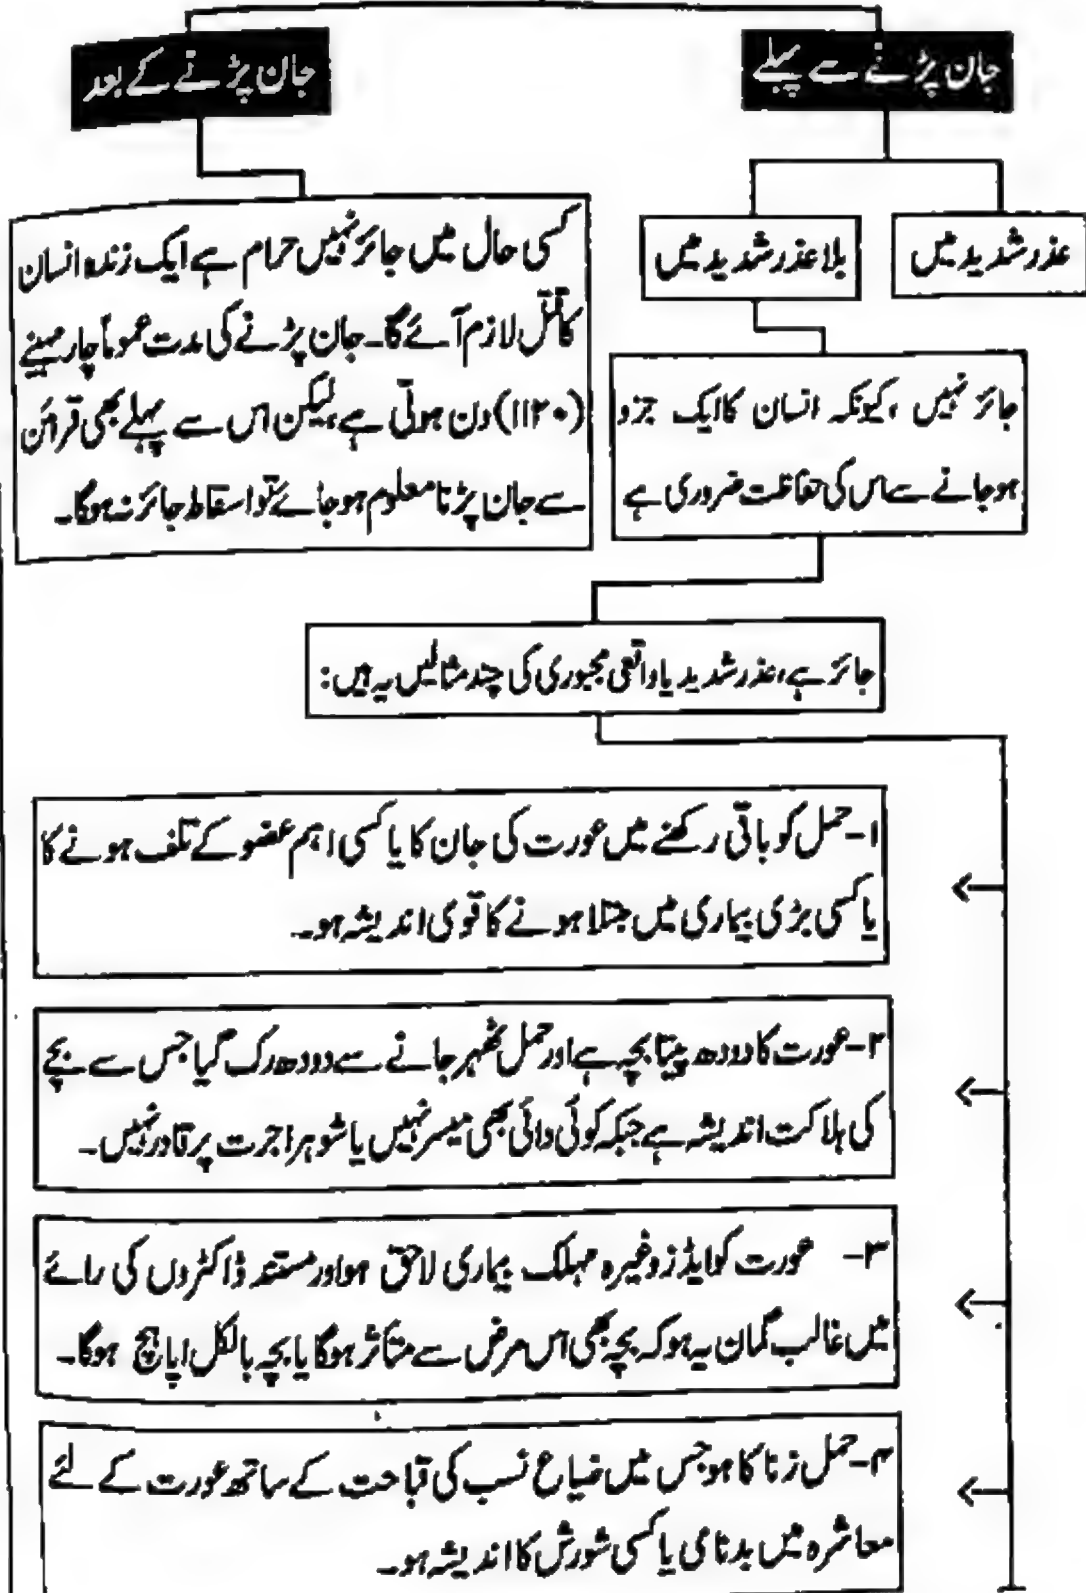 جان پڑنے سے پہلے
جان پڑنے کے بعد
عذر شدید میں
بلا عذر شدید میں
جائز نہیں، کیونکہ انسان کا ایک جزو
ہو جانے سے اس کی حفاظت ضروری ہے
کسی حال میں جائز نہیں حرام ہے ایک زندہ انسان
کا قتل لازم آئے گا۔ جان پڑنے کی مدت عموماً چار مہینے
(۱۱۲۰) دن ہوتی ہے، لیکن اس سے پہلے بھی قرائن
سے جان پڑنا معلوم ہو جائے تو اسقاط جائز نہ ہوگا۔
جائز ہے، عذر شدید یا واقعی مجبوری کی چند مثالیں یہ ہیں:
۱- حمل کو باقی رکھنے میں عورت کی جان کا یا کسی اہم عضو کے تلف ہونے کا
یا کسی بڑی بیماری میں مبتلا ہونے کا قوی اندیشہ ہو۔
۲- عورت کا دودھ پیتا بچہ ہے اور حمل ٹھہر جانے سے دودھ رک گیا جس سے بچے
کی ہلاکت اندیشہ ہے جبکہ کوئی دائی بھی میسر نہیں یا شوہر اجرت پر قادر نہیں۔
۳- عورت کو ایڈز وغیرہ مہلک بیماری لاحق ہو اور مستند ڈاکٹروں کی رائے
میں غالب گمان یہ ہو کہ بچہ بھی اس مرض سے متأثر ہوگا یا بچہ بالکل اپاہج ہوگا۔
۴- حمل زنا کا ہو جس میں ضیاع نسب کی قباحت کے ساتھ عورت کے لئے
معاشرہ میں بدنامی یا کسی شورش کا اندیشہ ہو۔